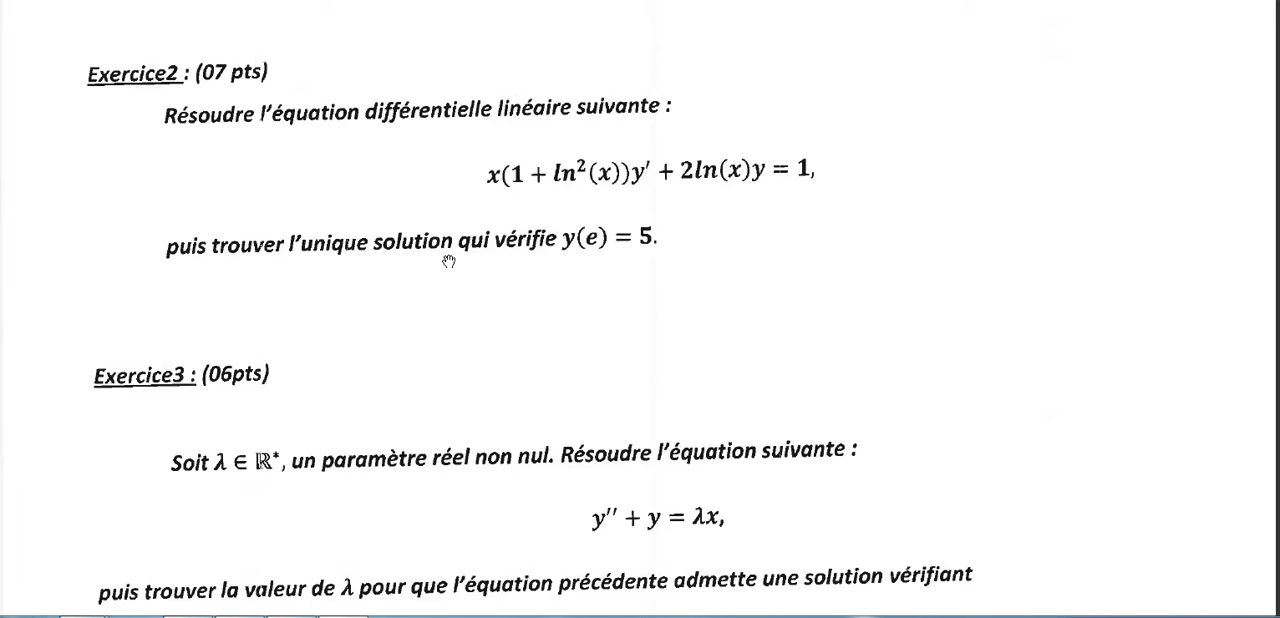 Exercice2 : (07 pts)
Résoudre l'équation différentielle linéaire suivante :
x(1 + ln²(x))y′ + 2ln(x)y = 1,
puis trouver l'unique solution qui vérifie y(e) = 5.
Exercice3 : (06pts)
Soit λ ∈ ℝ*, un paramètre réel non nul. Résoudre l'équation suivante :
y′′ + y = λx,
puis trouver la valeur de λ pour que l'équation précédente admette une solution vérifiant